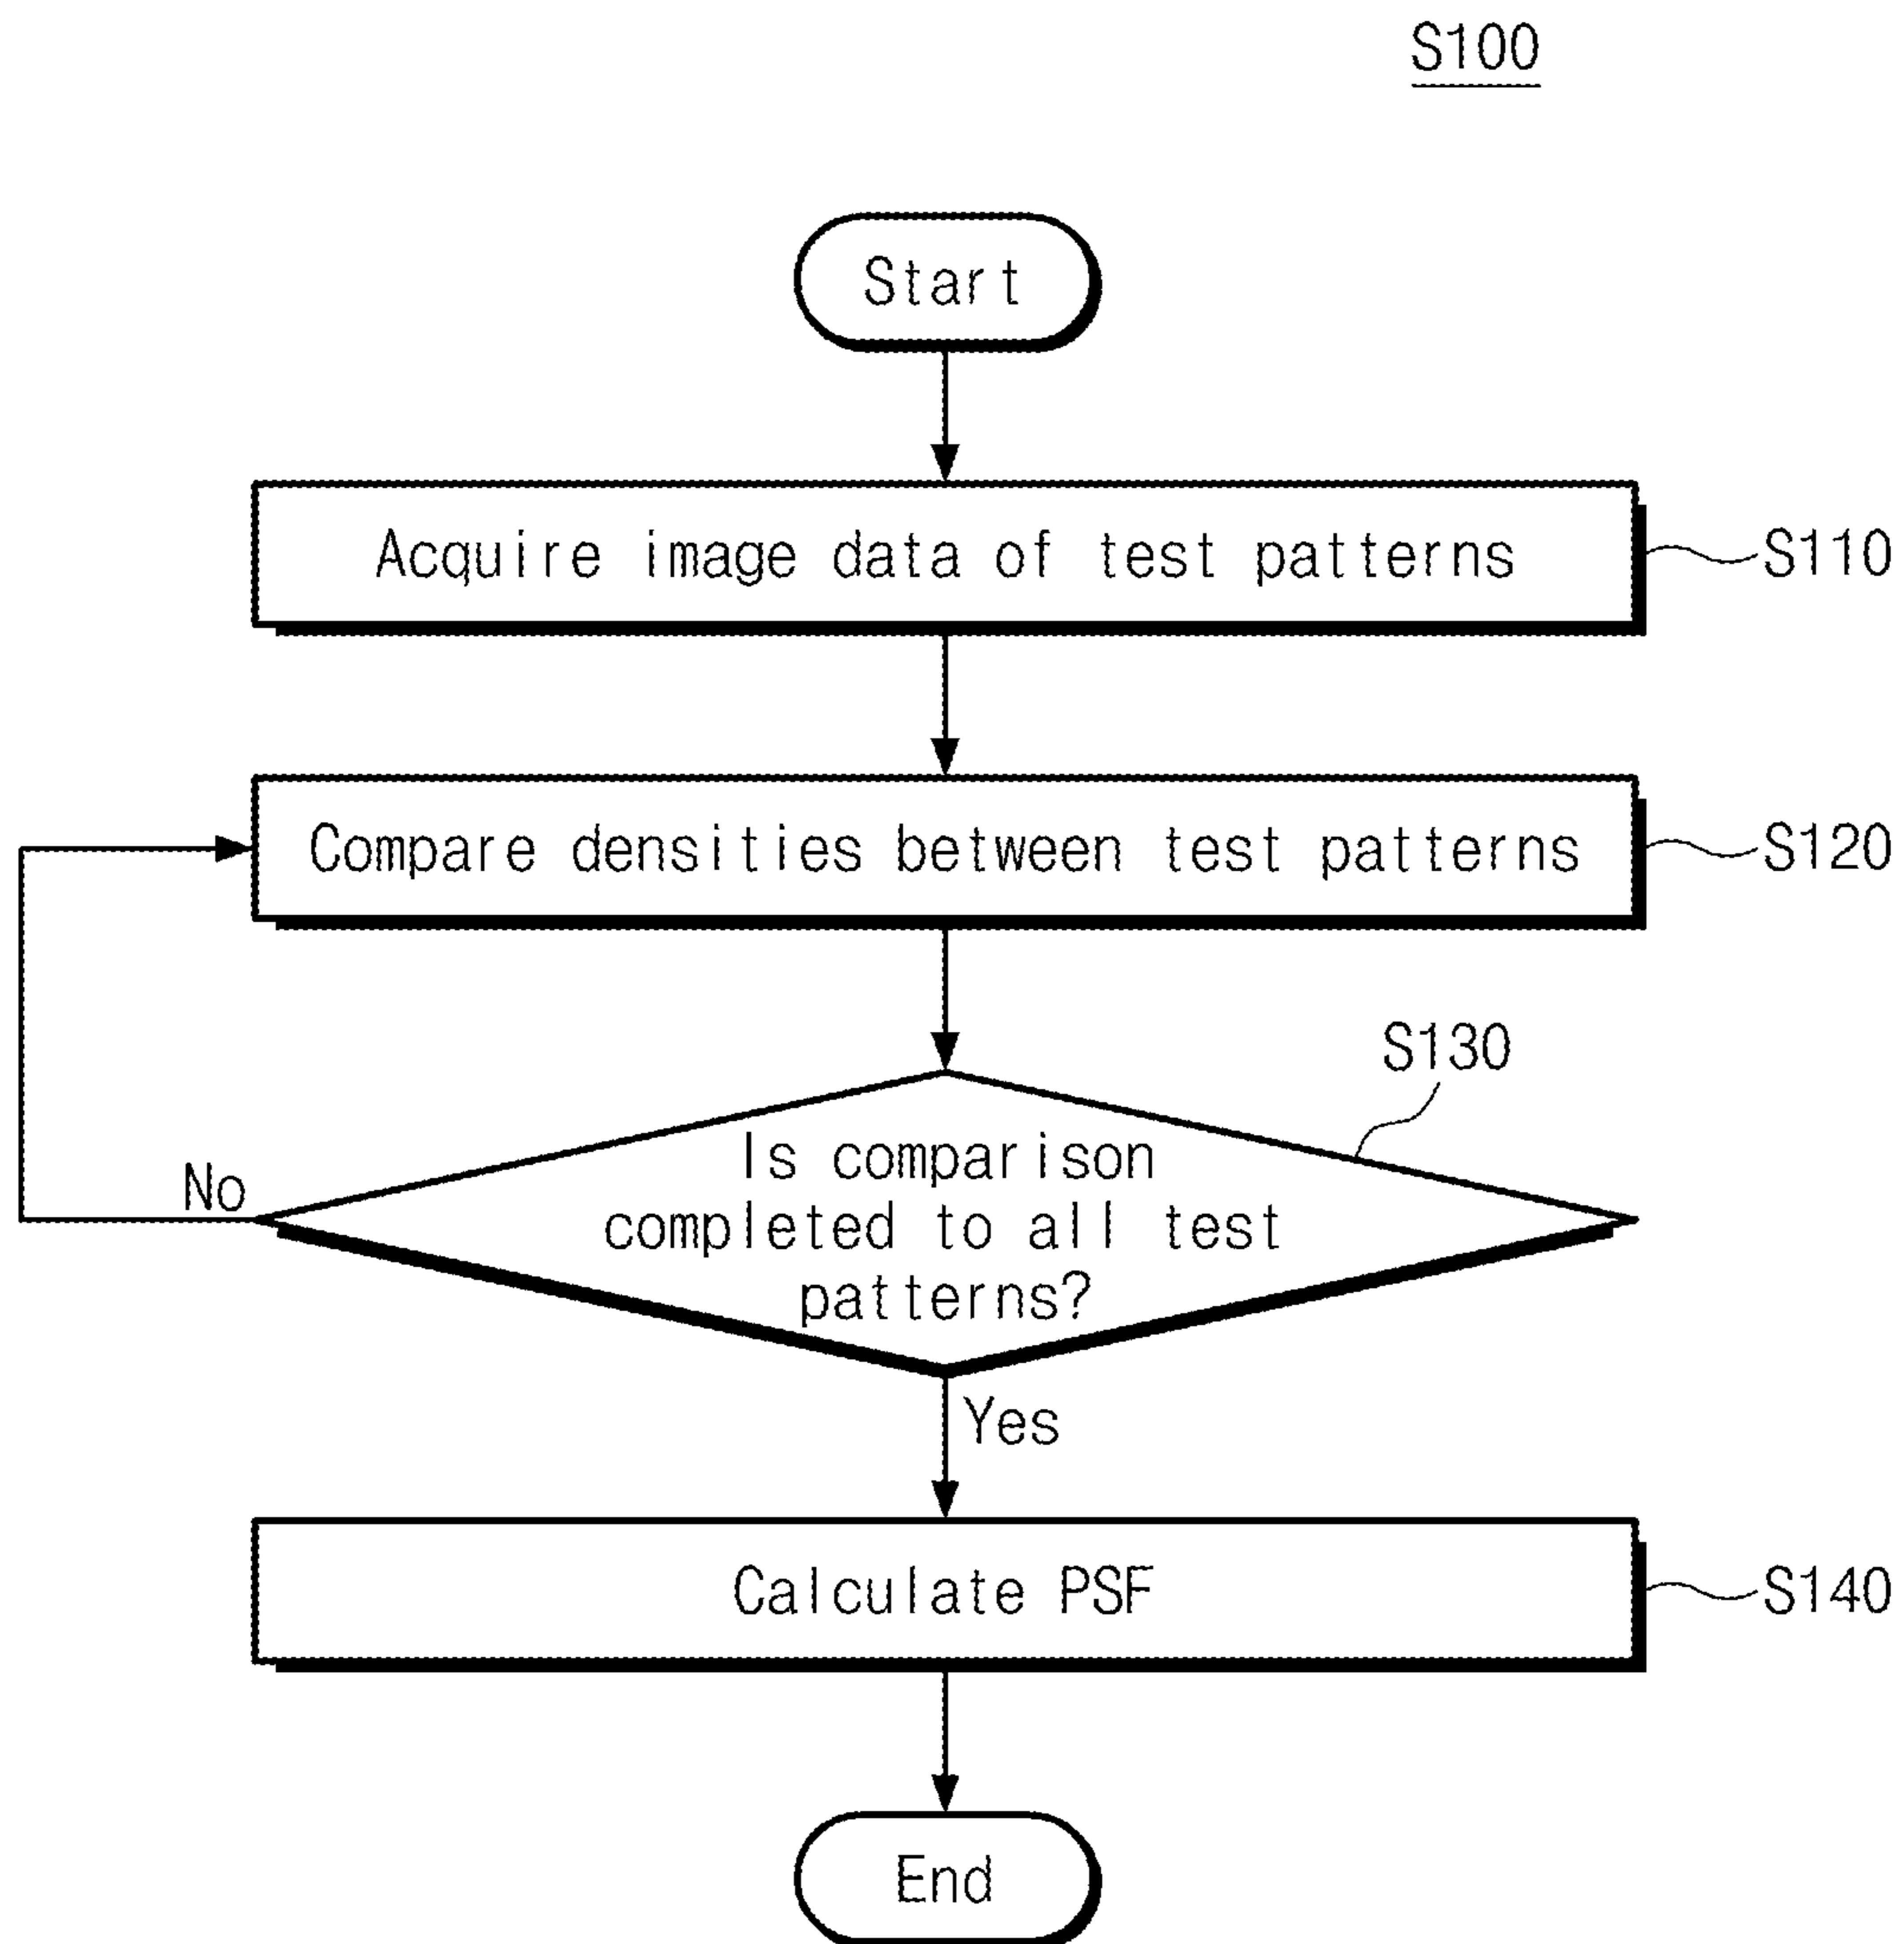 S100
Start
Acquire image data of test patterns
S110
Compare densities between test patterns
S120
S130
Is comparison
completed to all test
patterns?
No
Yes
Calculate PSF
S140
End